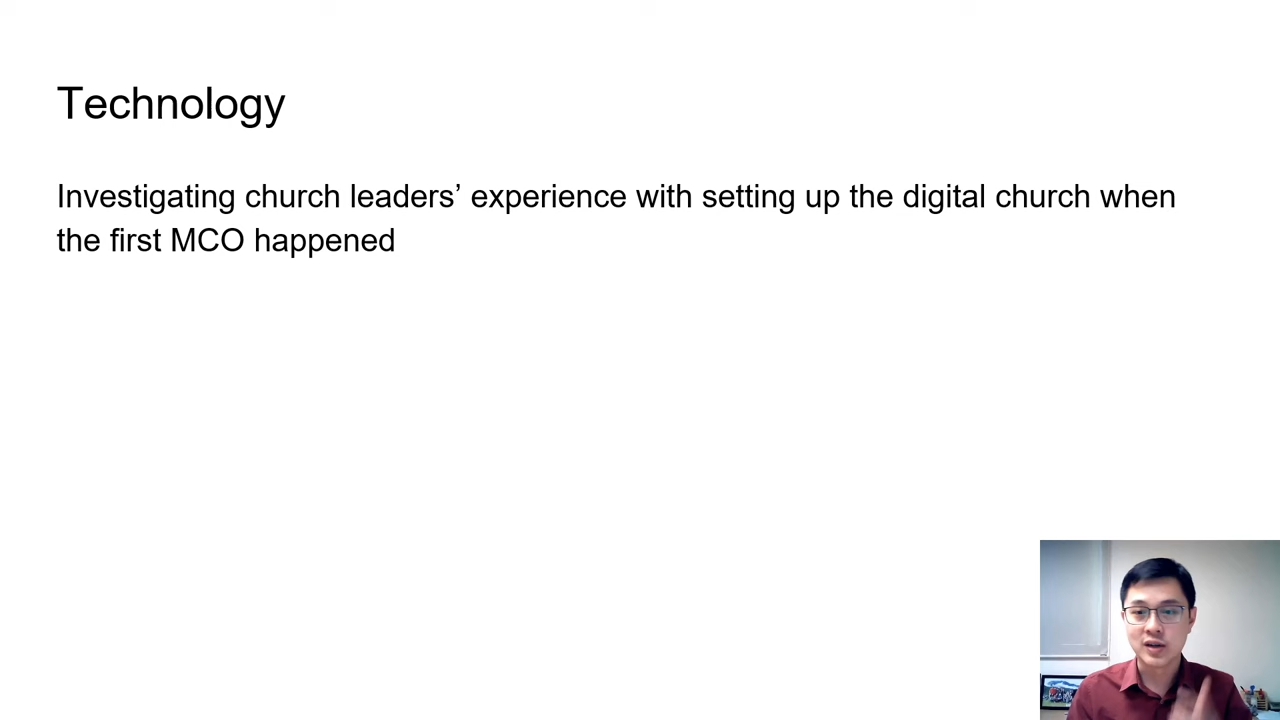 Technology
Investigating church leaders’ experience with setting up the digital church when
the first MCO happened